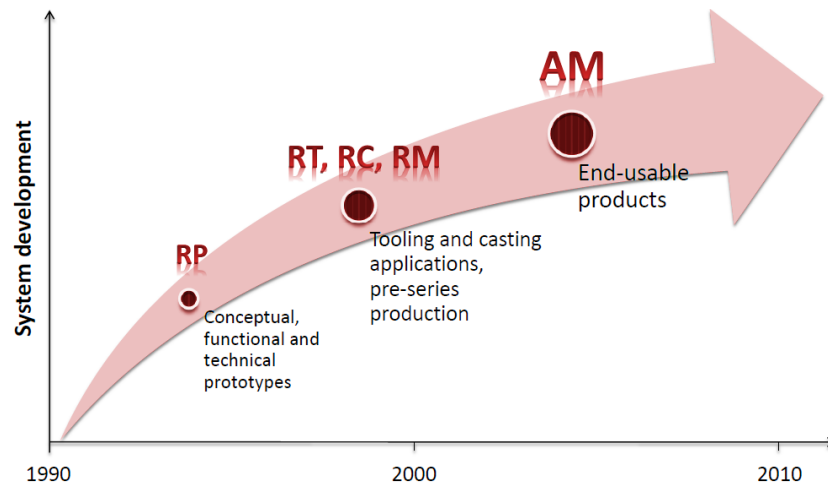 System development
AM
End-usable
products
RT, RC, RM
Tooling and casting
applications,
pre-series
production
RP
Conceptual,
functional and
technical
prototypes
1990
2000
2010